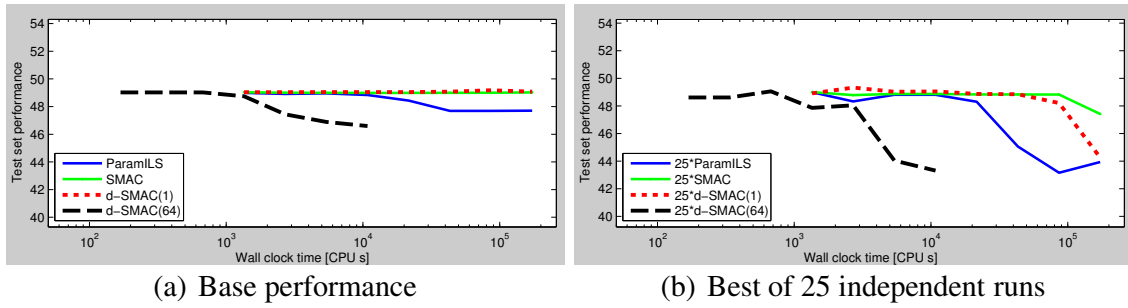 54
52
50
48
46
44
42
40
Test set performance
ParamILS
SMAC
d−SMAC(1)
d−SMAC(64)
10^2
10^3
10^4
10^5
Wall clock time [CPU s]
(a) Base performance
54
52
50
48
46
44
42
40
Test set performance
25*ParamILS
25*SMAC
25*d−SMAC(1)
25*d−SMAC(64)
10^2
10^3
10^4
10^5
Wall clock time [CPU s]
(b) Best of 25 independent runs